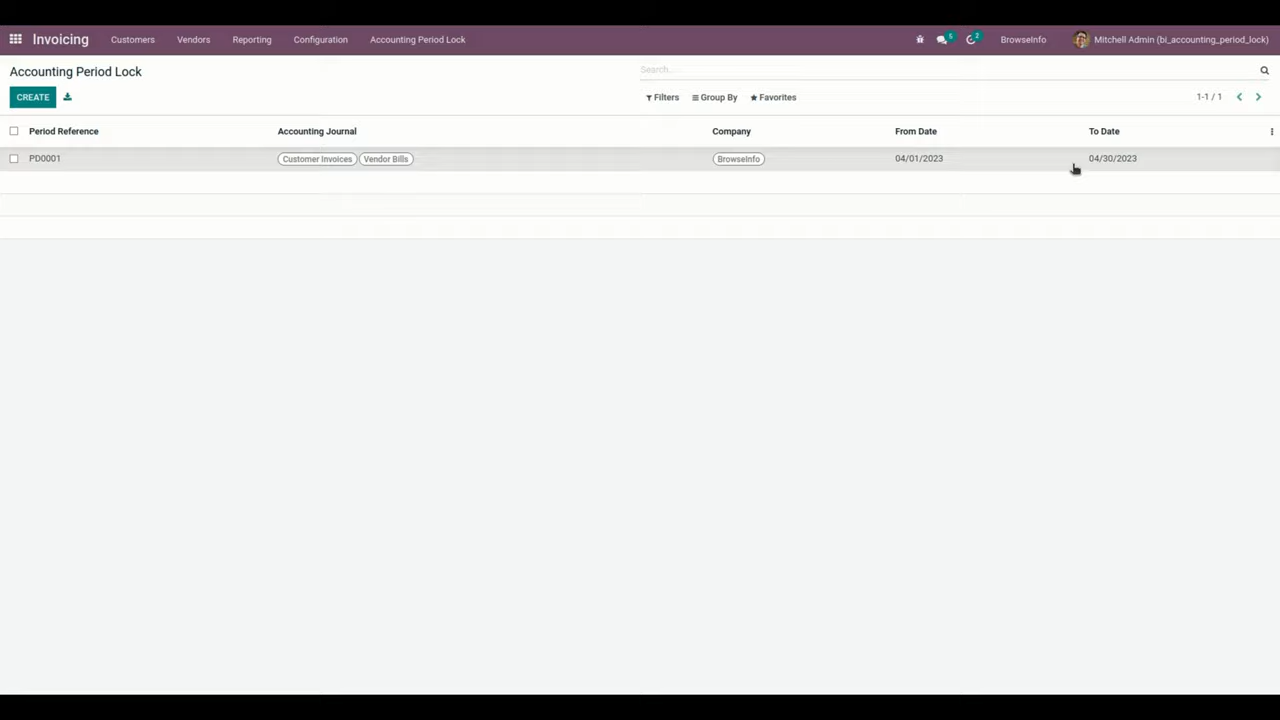 Invoicing Customers Vendors Reporting Configuration Accounting Period Lock 5 2 BrowseInfo Mitchell Admin (bi_accounting_period_lock)
Accounting Period Lock Search...
CREATE Filters Group By Favorites 1-1 / 1
Period Reference Accounting Journal Company From Date To Date
PD0001 Customer Invoices Vendor Bills BrowseInfo 04/01/2023 04/30/2023